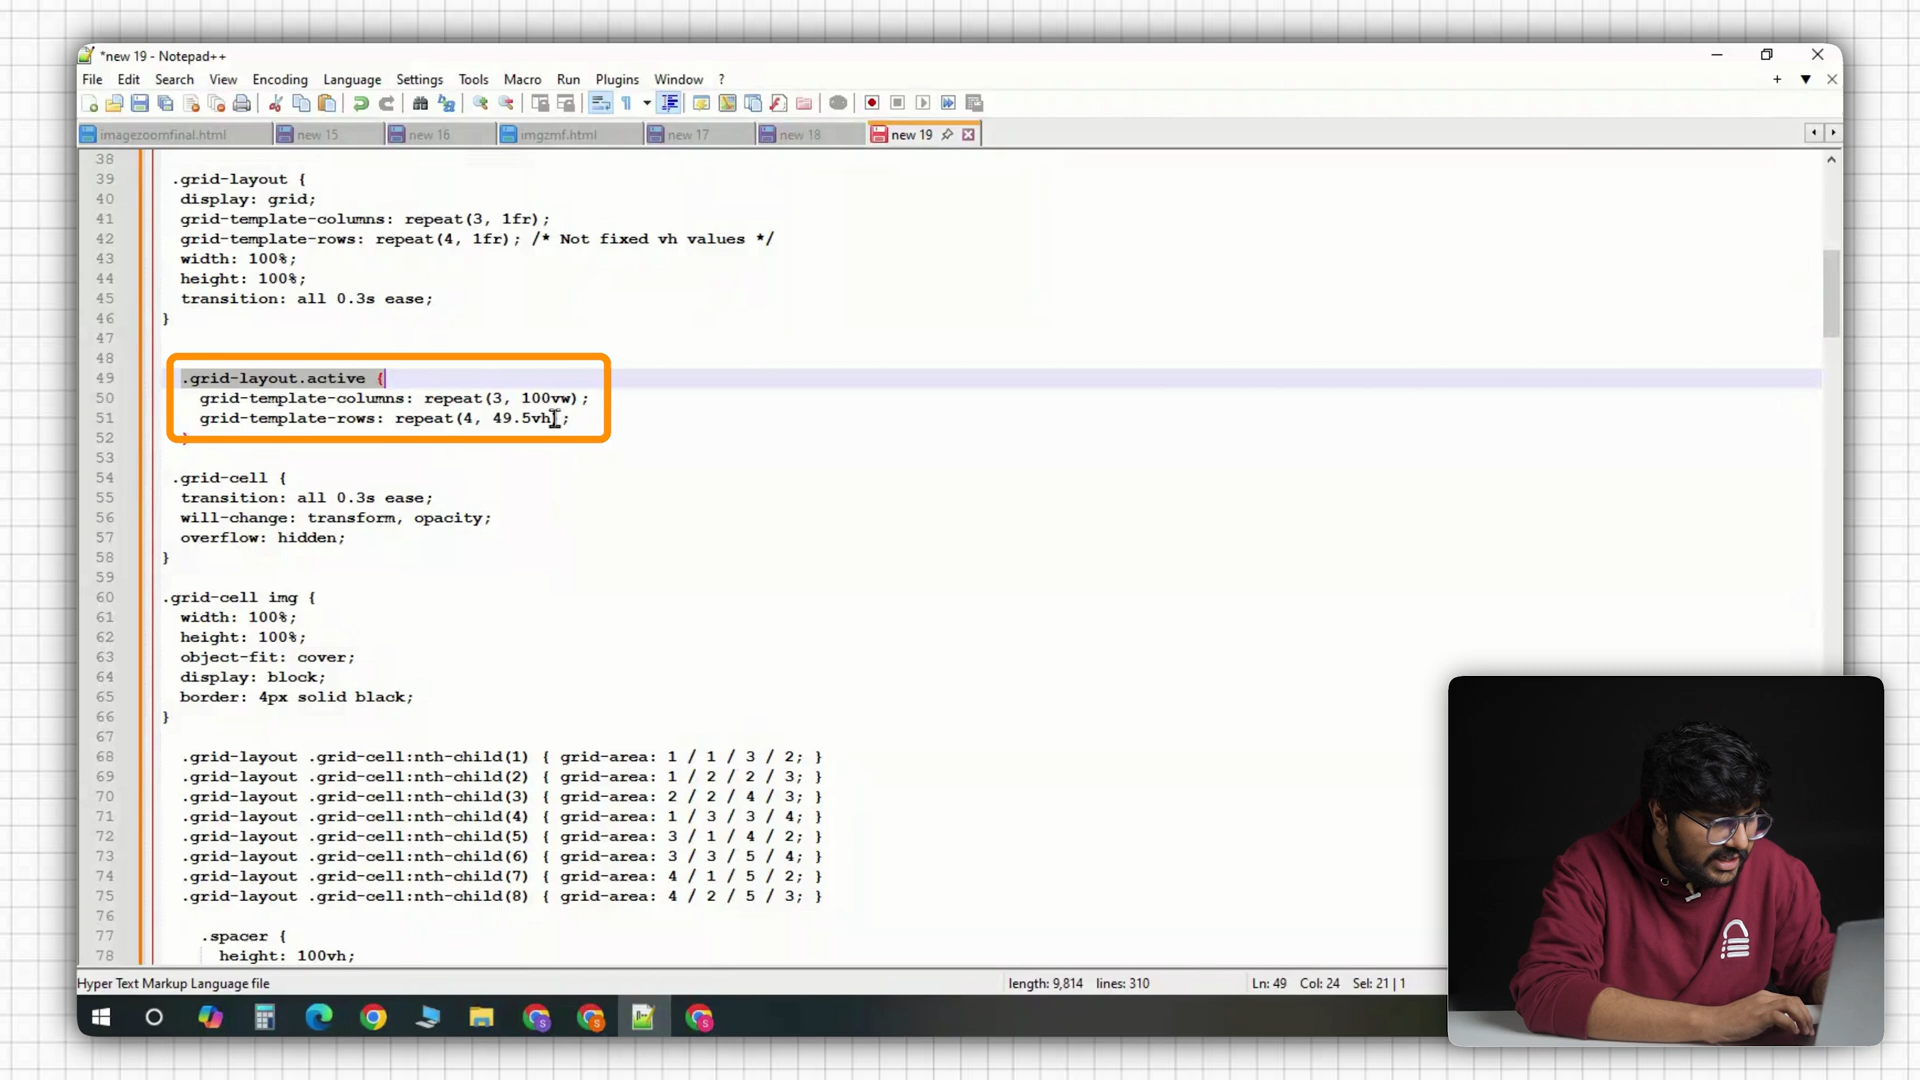 *new 19 - Notepad++
File Edit Search View Encoding Language Settings Tools Macro Run Plugins Window ?
imagezoomfinal.html new 15 new 16 imgzmf.html new 17 new 18 new 19
38
39 .grid-layout {
40 display: grid;
41 grid-template-columns: repeat(3, 1fr);
42 grid-template-rows: repeat(4, 1fr); /* Not fixed vh values */
43 width: 100%;
44 height: 100%;
45 transition: all 0.3s ease;
46 }
47
48
49 .grid-layout.active {
50 grid-template-columns: repeat(3, 100vw);
51 grid-template-rows: repeat(4, 49.5vh);
52 }
53
54 .grid-cell {
55 transition: all 0.3s ease;
56 will-change: transform, opacity;
57 overflow: hidden;
58 }
59
60 .grid-cell img {
61 width: 100%;
62 height: 100%;
63 object-fit: cover;
64 display: block;
65 border: 4px solid black;
66 }
67
68 .grid-layout .grid-cell:nth-child(1) { grid-area: 1 / 1 / 3 / 2; }
69 .grid-layout .grid-cell:nth-child(2) { grid-area: 1 / 2 / 2 / 3; }
70 .grid-layout .grid-cell:nth-child(3) { grid-area: 2 / 2 / 4 / 3; }
71 .grid-layout .grid-cell:nth-child(4) { grid-area: 1 / 3 / 3 / 4; }
72 .grid-layout .grid-cell:nth-child(5) { grid-area: 3 / 1 / 4 / 2; }
73 .grid-layout .grid-cell:nth-child(6) { grid-area: 3 / 3 / 5 / 4; }
74 .grid-layout .grid-cell:nth-child(7) { grid-area: 4 / 1 / 5 / 2; }
75 .grid-layout .grid-cell:nth-child(8) { grid-area: 4 / 2 / 5 / 3; }
76
77 .spacer {
78 height: 100vh;
Hyper Text Markup Language file length: 9,814 lines: 310 Ln: 49 Col: 24 Sel: 21 | 1